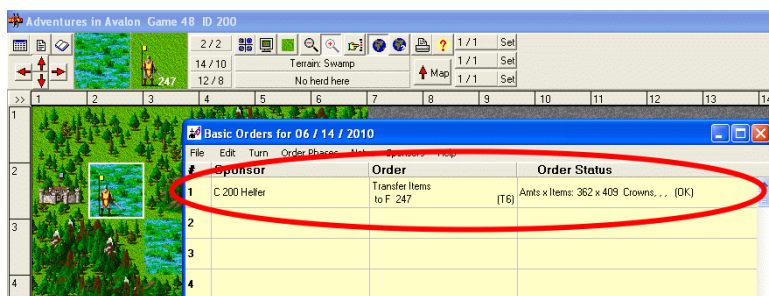 Adventures in Avalon Game 48 ID 200
2/2
1/1 Set
14/10 Terrain: Swamp
1/1 Set
247
12/8 No herd here
Map
1/1 Set
>> 1 2 3 4 5 6 7 8 9 10 11 12 13 14
1
Basic Orders for 06 / 14 / 2010
File Edit Turn Order Phases Help
2
# Sponsor Order Order Status
1 C 200 Helfer Transfer Items
to F 247 (T6) Amts x Items: 362 x 409 Crowns, , , (OK)
2
3
3
4
4